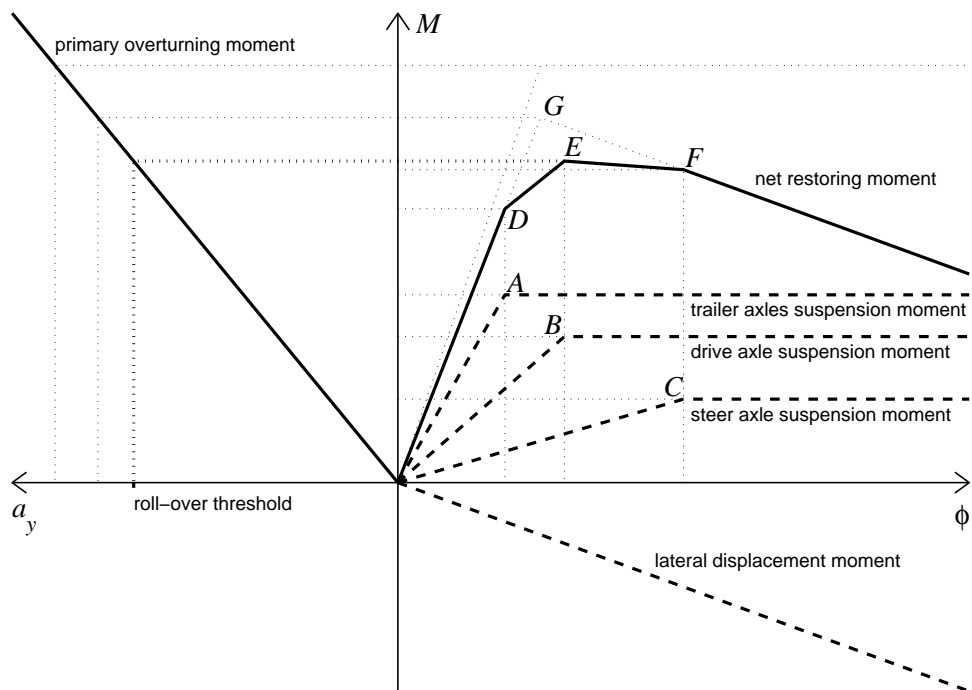 M
primary overturning moment
G
E
F
net restoring moment
D
A
trailer axles suspension moment
B
drive axle suspension moment
C
steer axle suspension moment
roll−over threshold
a_y
ϕ
lateral displacement moment